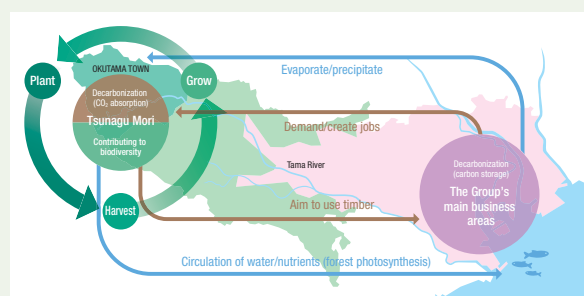 OKUTAMA TOWN
Plant
Grow
Harvest
Decarbonization
(CO₂ absorption)
Tsunagu Mori
Contributing to
biodiversity
Evaporate/precipitate
Demand/create jobs
Tama River
Aim to use timber
Circulation of water/nutrients (forest photosynthesis)
Decarbonization
(carbon storage)
The Group's
main business
areas